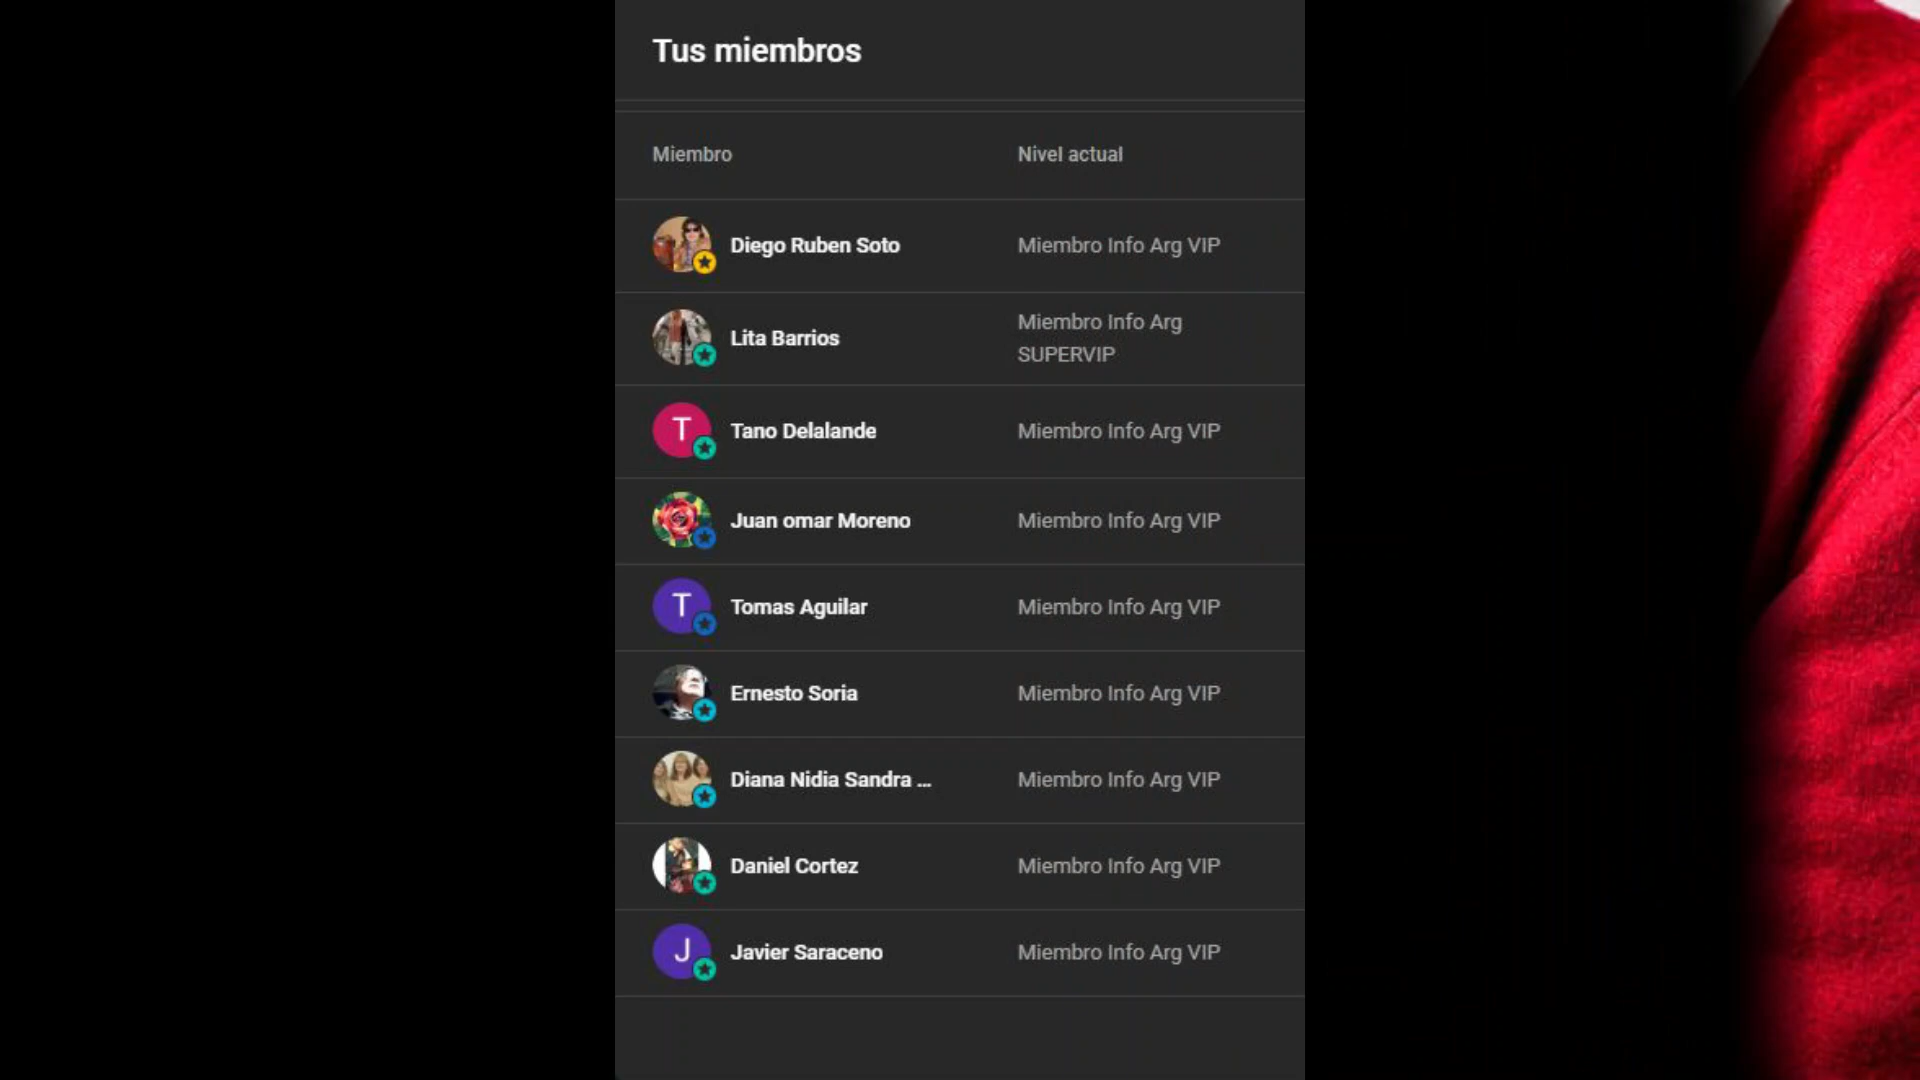 Tus miembros
Miembro Nivel actual
Diego Ruben Soto Miembro Info Arg VIP
Lita Barrios Miembro Info Arg
SUPERVIP
T Tano Delalande Miembro Info Arg VIP
Juan omar Moreno Miembro Info Arg VIP
T Tomas Aguilar Miembro Info Arg VIP
Ernesto Soria Miembro Info Arg VIP
Diana Nidia Sandra ... Miembro Info Arg VIP
Daniel Cortez Miembro Info Arg VIP
J Javier Saraceno Miembro Info Arg VIP